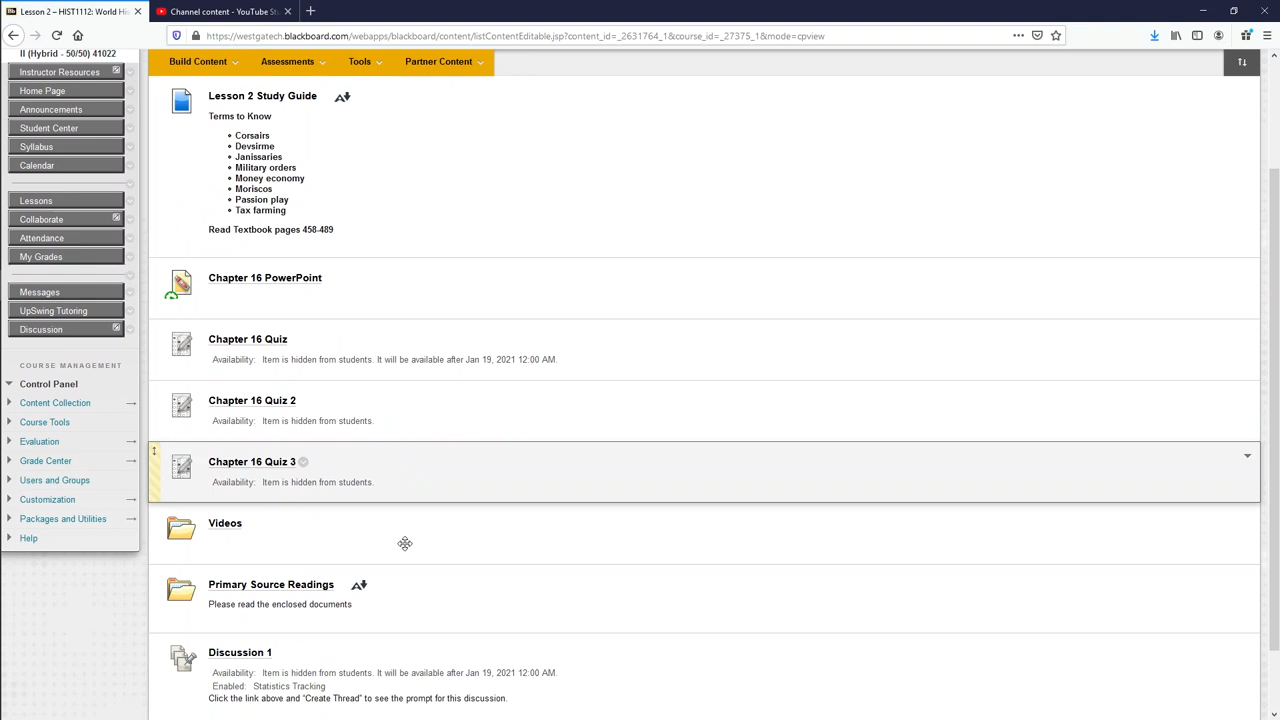 Lesson 2 – HIST1112: World His
Channel content - YouTube Stu
https://westgatech.blackboard.com/webapps/blackboard/content/listContentEditable.jsp?content_id=_2631764_1&course_id=_27375_1&mode=cpview
II (Hybrid - 50/50) 41022
Instructor Resources
Home Page
Announcements
Student Center
Syllabus
Calendar
Lessons
Collaborate
Attendance
My Grades
Messages
UpSwing Tutoring
Discussion
COURSE MANAGEMENT
Control Panel
Content Collection
Course Tools
Evaluation
Grade Center
Users and Groups
Customization
Packages and Utilities
Help
Build Content Assessments Tools Partner Content
Lesson 2 Study Guide
Terms to Know
Corsairs
Devsirme
Janissaries
Military orders
Money economy
Moriscos
Passion play
Tax farming
Read Textbook pages 458-489
Chapter 16 PowerPoint
Chapter 16 Quiz
Availability: Item is hidden from students. It will be available after Jan 19, 2021 12:00 AM.
Chapter 16 Quiz 2
Availability: Item is hidden from students.
Chapter 16 Quiz 3
Availability: Item is hidden from students.
Videos
Primary Source Readings
Please read the enclosed documents
Discussion 1
Availability: Item is hidden from students. It will be available after Jan 19, 2021 12:00 AM.
Enabled: Statistics Tracking
Click the link above and “Create Thread” to see the prompt for this discussion.